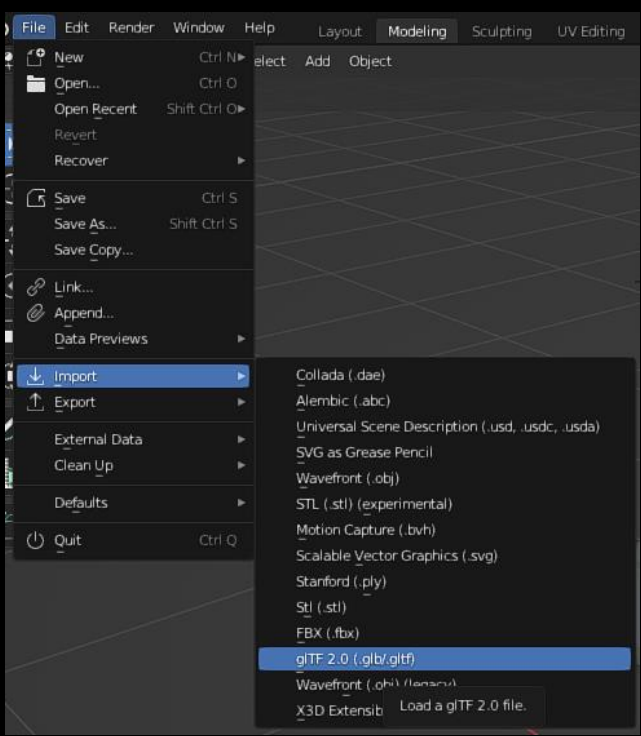 File Edit Render Window Help Layout Modeling Sculpting UV Editing
elect Add Object
New Ctrl N
Open... Ctrl O
Open Recent Shift Ctrl O
Revert
Recover
Save Ctrl S
Save As... Shift Ctrl S
Save Copy...
Link...
Append...
Data Previews
Import
Export
External Data
Clean Up
Defaults
Quit Ctrl Q
Collada (.dae)
Alembic (.abc)
Universal Scene Description (.usd, .usdc, .usda)
SVG as Grease Pencil
Wavefront (.obj)
STL (.stl) (experimental)
Motion Capture (.bvh)
Scalable Vector Graphics (.svg)
Stanford (.ply)
Stl (.stl)
FBX (.fbx)
glTF 2.0 (.glb/.gltf)
Wavefront (.obj) (legacy)
X3D Extensib
Load a glTF 2.0 file.